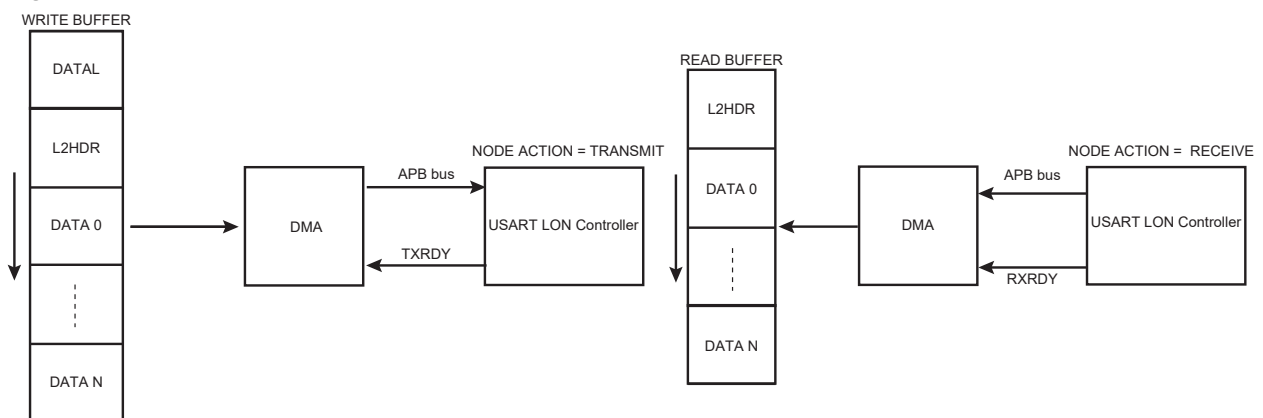 WRITE BUFFER
DATAL
L2HDR
DATA 0
DATA N
DMA
APB bus
TXRDY
NODE ACTION = TRANSMIT
USART LON Controller
READ BUFFER
L2HDR
DATA 0
DATA N
DMA
APB bus
RXRDY
NODE ACTION = RECEIVE
USART LON Controller